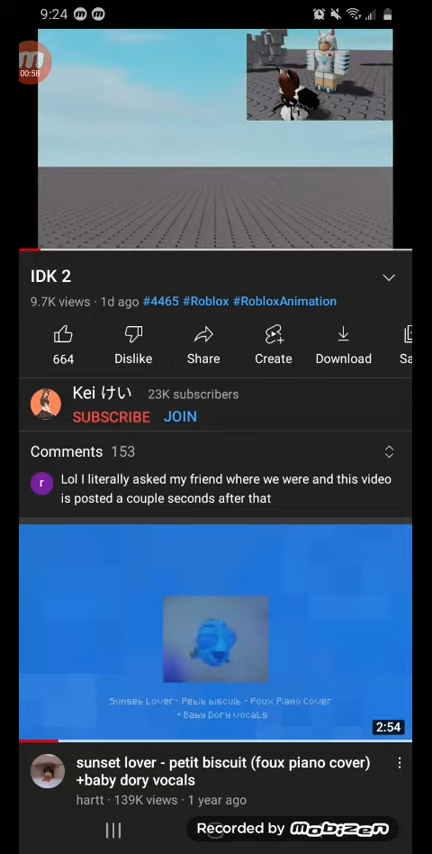 9:24
00:58
IDK 2
9.7K views · 1d ago #4465 #Roblox #RobloxAnimation
664 Dislike Share Create Download Sa
Kei けい 23K subscribers
SUBSCRIBE JOIN
Comments 153
r
Lol I literally asked my friend where we were and this video
is posted a couple seconds after that
Sunset Lover- Petit Biscuit - Foux Piano Cover
+ Baby Dory vocals
2:54
sunset lover - petit biscuit (foux piano cover)
+baby dory vocals
hartt · 139K views · 1 year ago
Recorded by mobizen